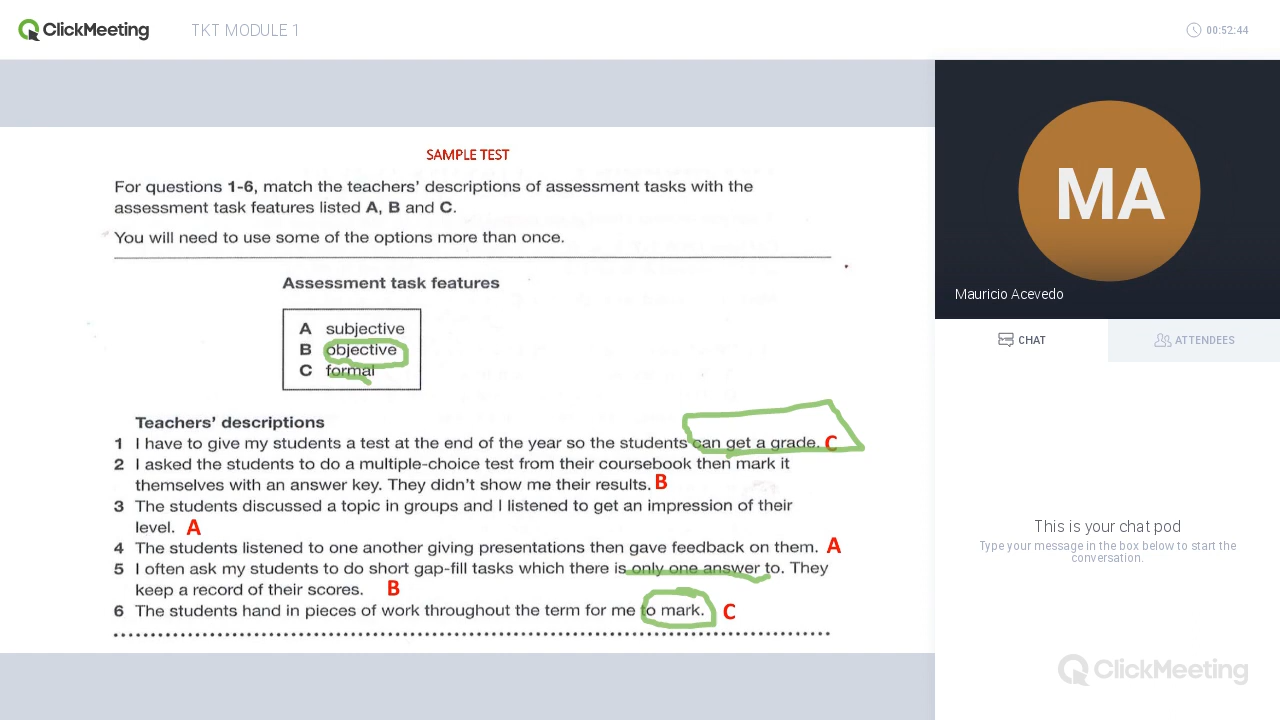 ClickMeeting
TKT MODULE 1
00:52:44
SAMPLE TEST
For questions 1-6, match the teachers' descriptions of assessment tasks with the
assessment task features listed A, B and C.
You will need to use some of the options more than once.
Assessment task features
A subjective
B objective
C formal
Teachers' descriptions
1 I have to give my students a test at the end of the year so the students can get a grade. C
2 I asked the students to do a multiple-choice test from their coursebook then mark it
themselves with an answer key. They didn't show me their results. B
3 The students discussed a topic in groups and I listened to get an impression of their
level. A
4 The students listened to one another giving presentations then gave feedback on them. A
5 I often ask my students to do short gap-fill tasks which there is only one answer to. They
keep a record of their scores. B
6 The students hand in pieces of work throughout the term for me to mark. C
MA
Mauricio Acevedo
CHAT
ATTENDEES
This is your chat pod
Type your message in the box below to start the
conversation.
ClickMeeting